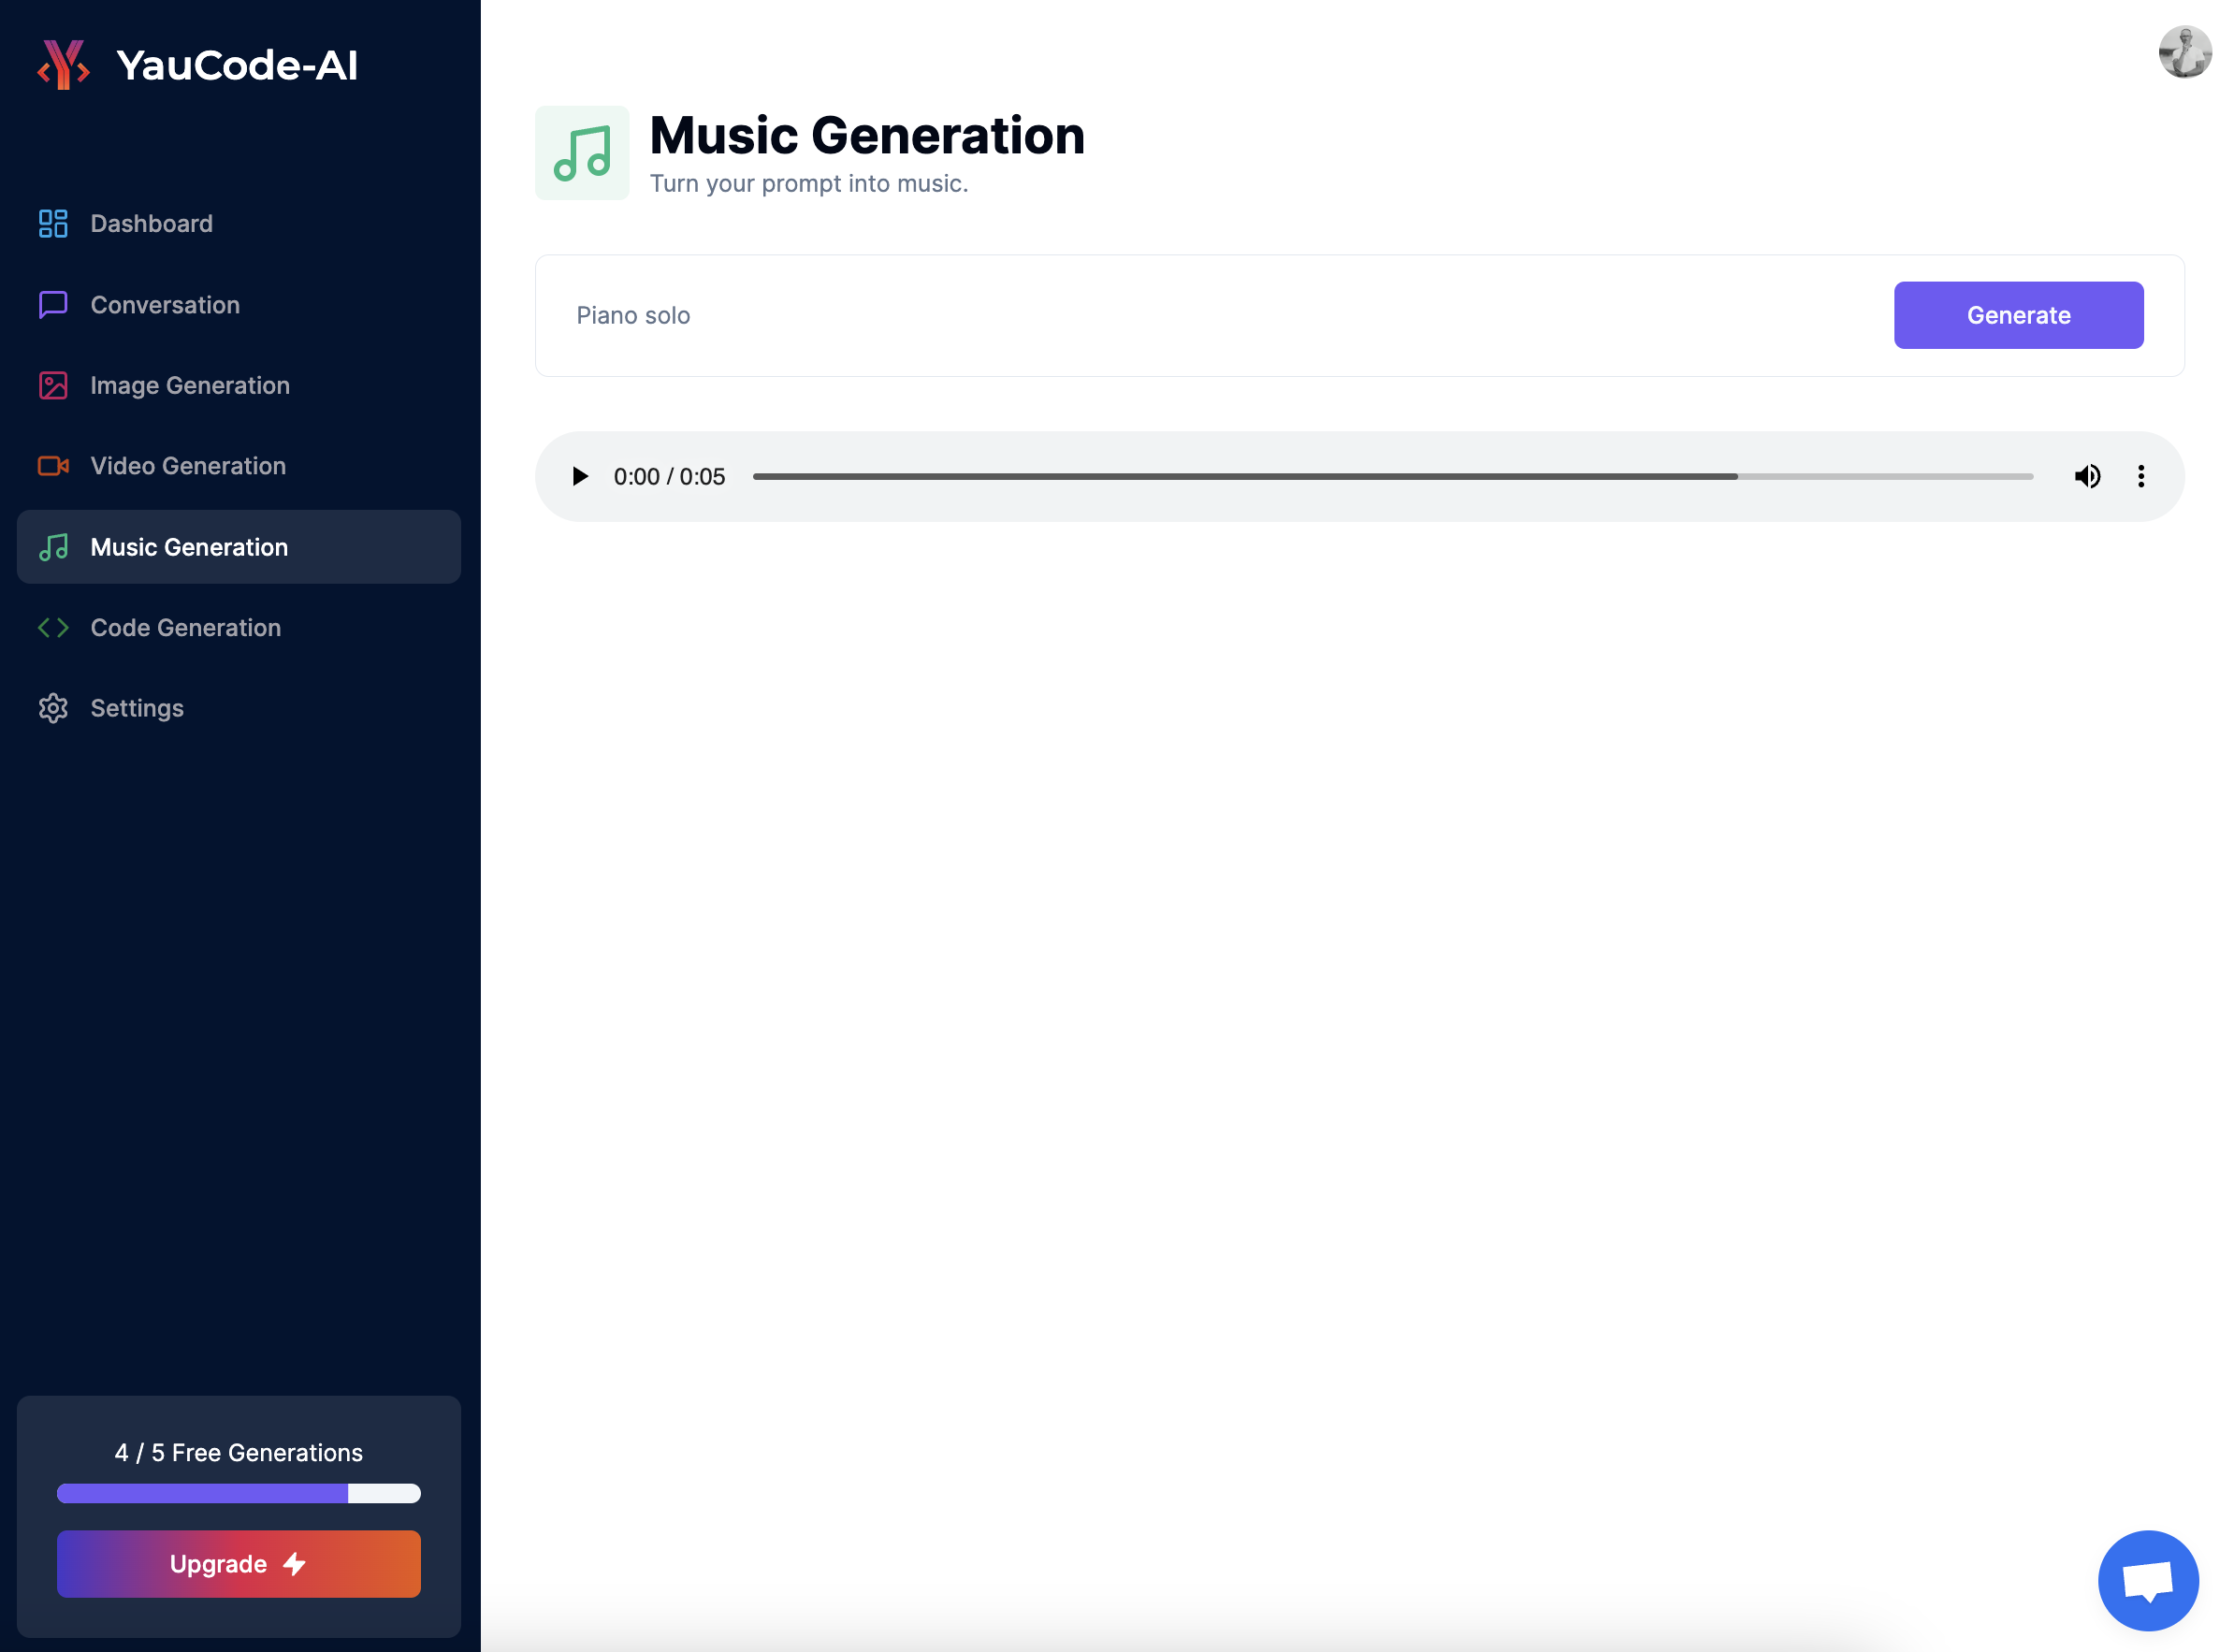 YauCode-AI
Dashboard
Conversation
Image Generation
Video Generation
Music Generation
Code Generation
Settings
4 / 5 Free Generations
Upgrade
Music Generation
Turn your prompt into music.
Piano solo
Generate
0:00 / 0:05